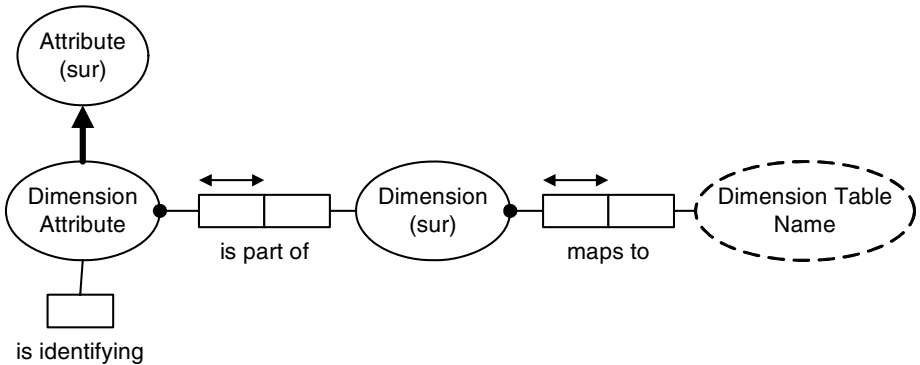 Attribute
(sur)
Dimension
Attribute
is part of
Dimension
(sur)
maps to
Dimension Table
Name
is identifying